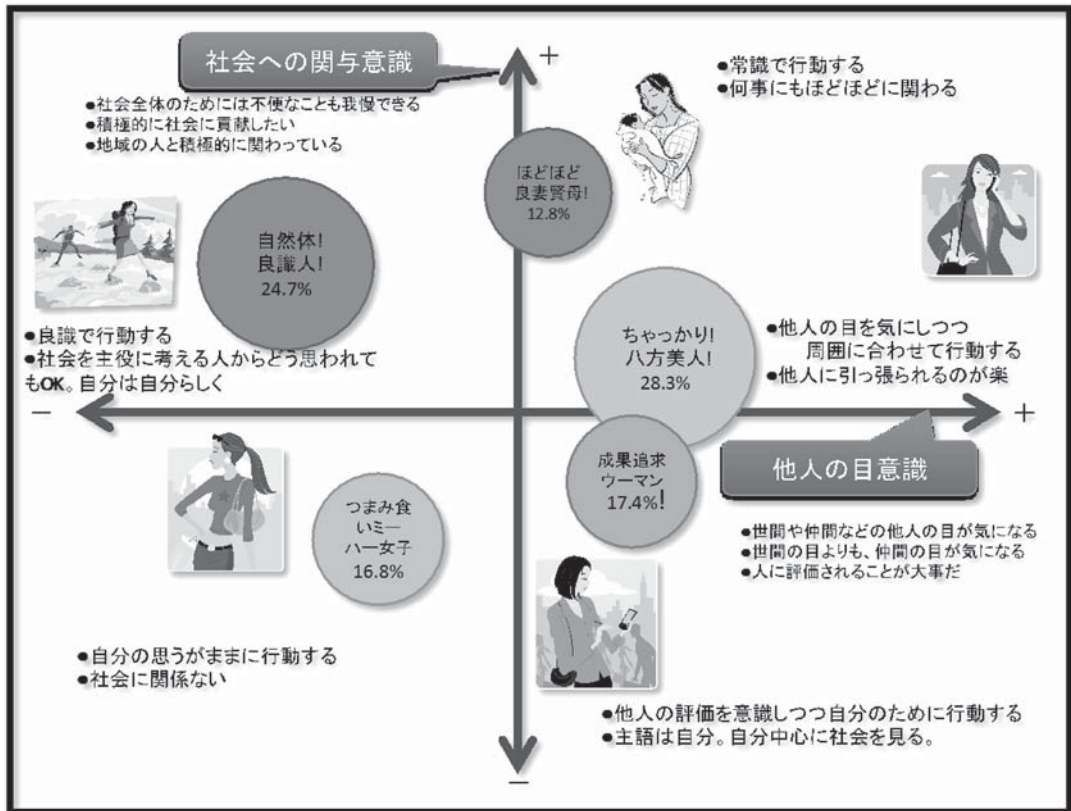 社会への関与意識
●社会全体のためには不便なことも我慢できる
●積極的に社会に貢献したい
●地域の人と積極的に関わっている
+
●常識で行動する
●何事にもほどほどに関わる
ほどほど
良妻賢母!
12.8%
自然体!
良識人!
24.7%
●良識で行動する
●社会を主役に考える人からどう思われて
もOK。自分は自分らしく
ちゃっかり!
八方美人!
28.3%
●他人の目を気にしつつ
周囲に合わせて行動する
●他人に引っ張られるのが楽
−
+
他人の目意識
●世間や仲間などの他人の目が気になる
●世間の目よりも、仲間の目が気になる
●人に評価されることが大事だ
成果追求
ウーマン
17.4%!
つまみ食
いミー
ハー女子
16.8%
●自分の思うがままに行動する
●社会に関係ない
●他人の評価を意識しつつ自分のために行動する
●主語は自分。自分中心に社会を見る。
−